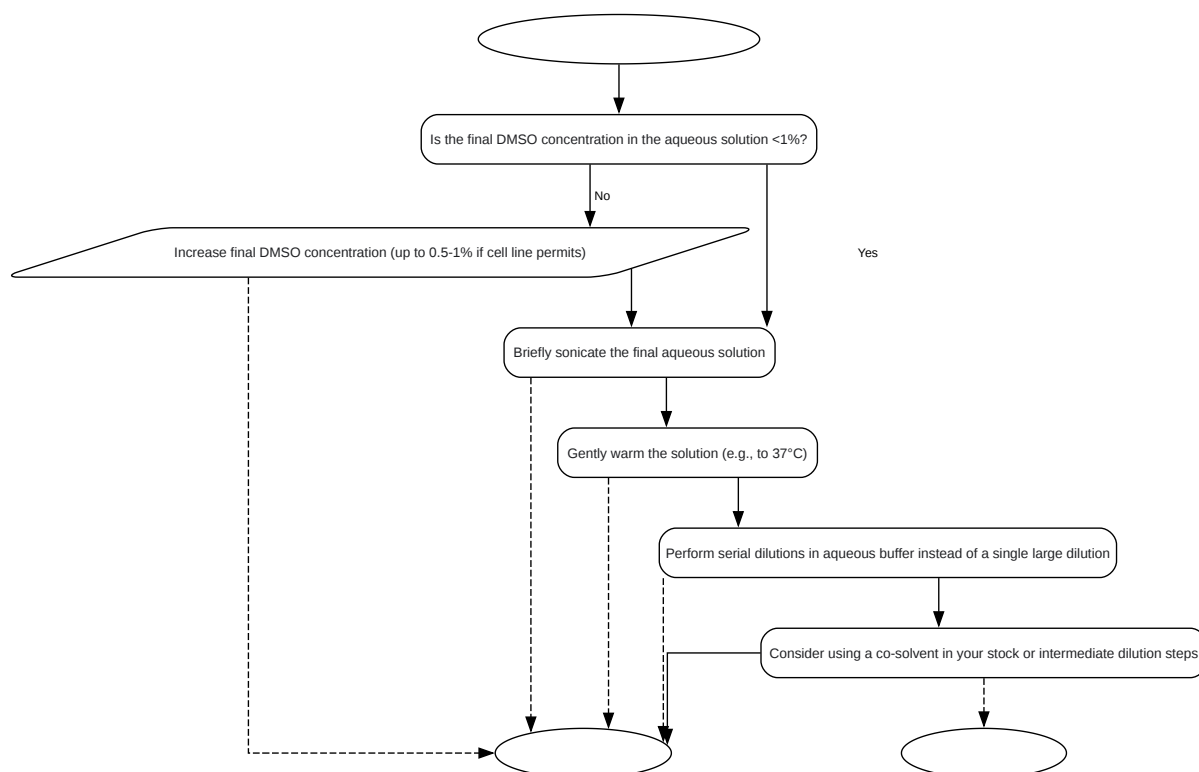 Is the final DMSO concentration in the aqueous solution <1%?
No
Increase final DMSO concentration (up to 0.5-1% if cell line permits)
Yes
Briefly sonicate the final aqueous solution
Gently warm the solution (e.g., to 37°C)
Perform serial dilutions in aqueous buffer instead of a single large dilution
Consider using a co-solvent in your stock or intermediate dilution steps